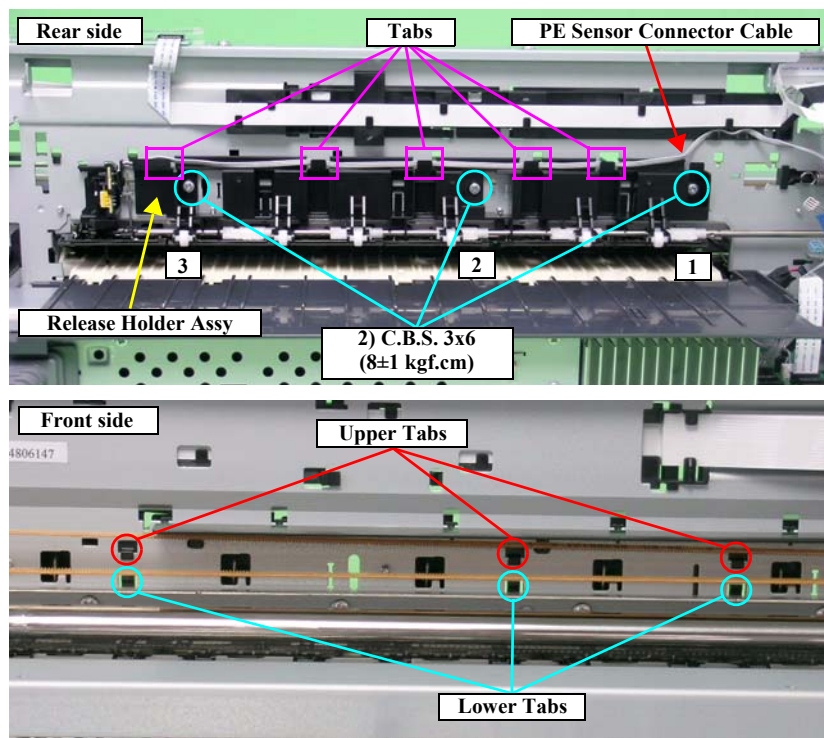 Rear side
Tabs
PE Sensor Connector Cable
3
2
1
Release Holder Assy
2) C.B.S. 3x6
(8±1 kgf.cm)
Front side
Upper Tabs
4806147
Lower Tabs